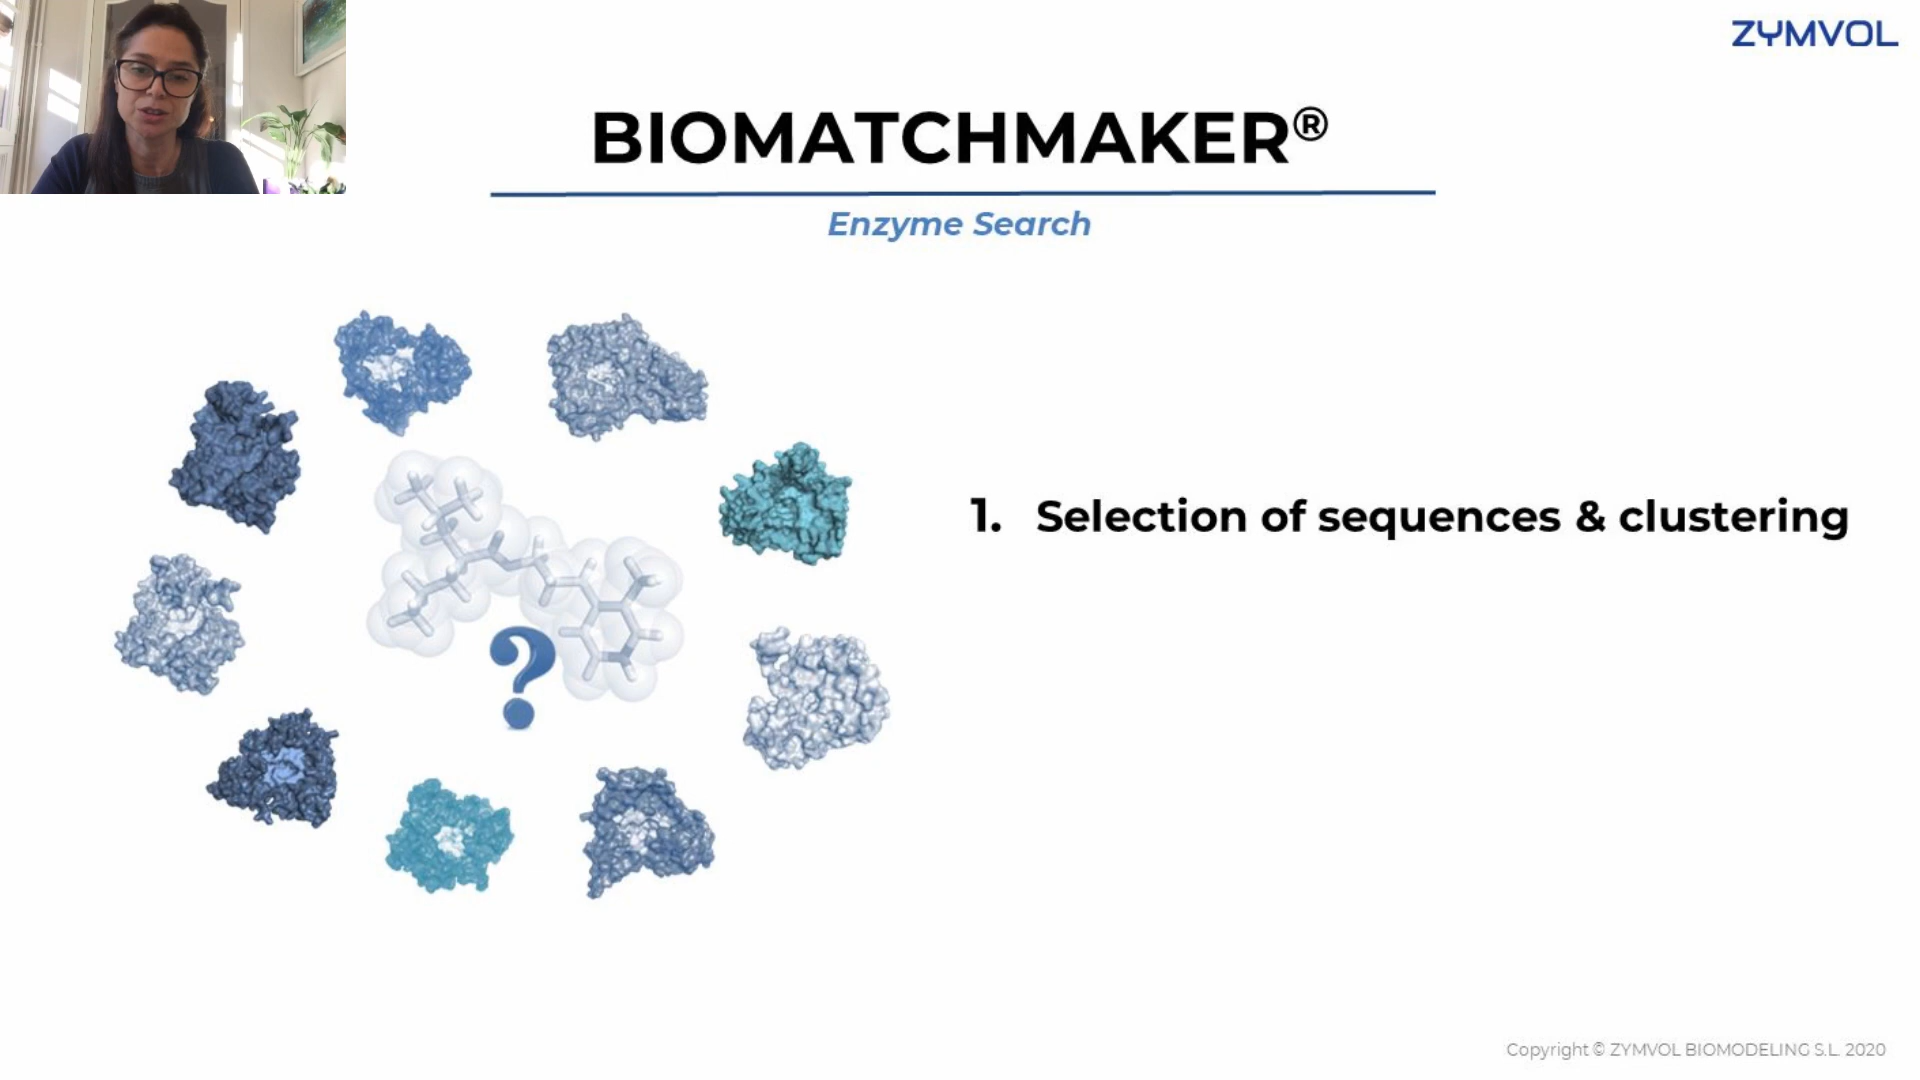 ZYMVOL
BIOMATCHMAKER®
Enzyme Search
?
1. Selection of sequences & clustering
Copyright © ZYMVOL BIOMODELING S.L. 2020